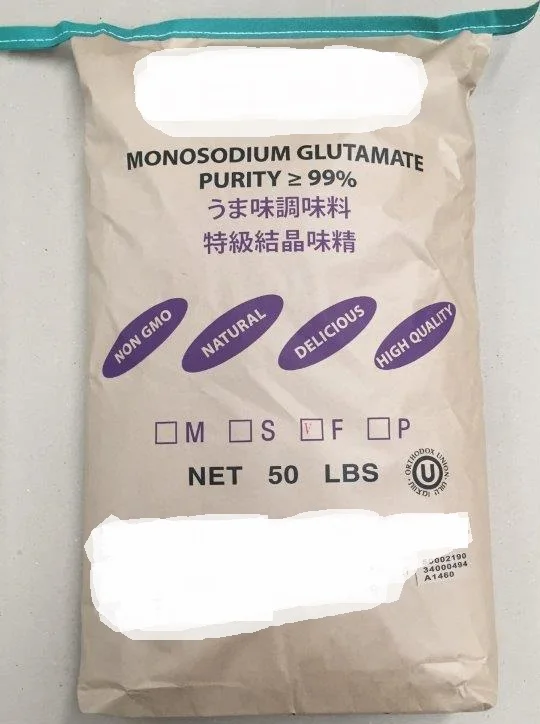 MONOSODIUM GLUTAMATE
PURITY ≥ 99%
うま味調味料
特級結晶味精
NON GMO
NATURAL
DELICIOUS
HIGH QUALITY
☐ M ☐ S ☑ F ☐ P
NET 50 LBS
ORTHODOX UNION
U
34000494
A1460